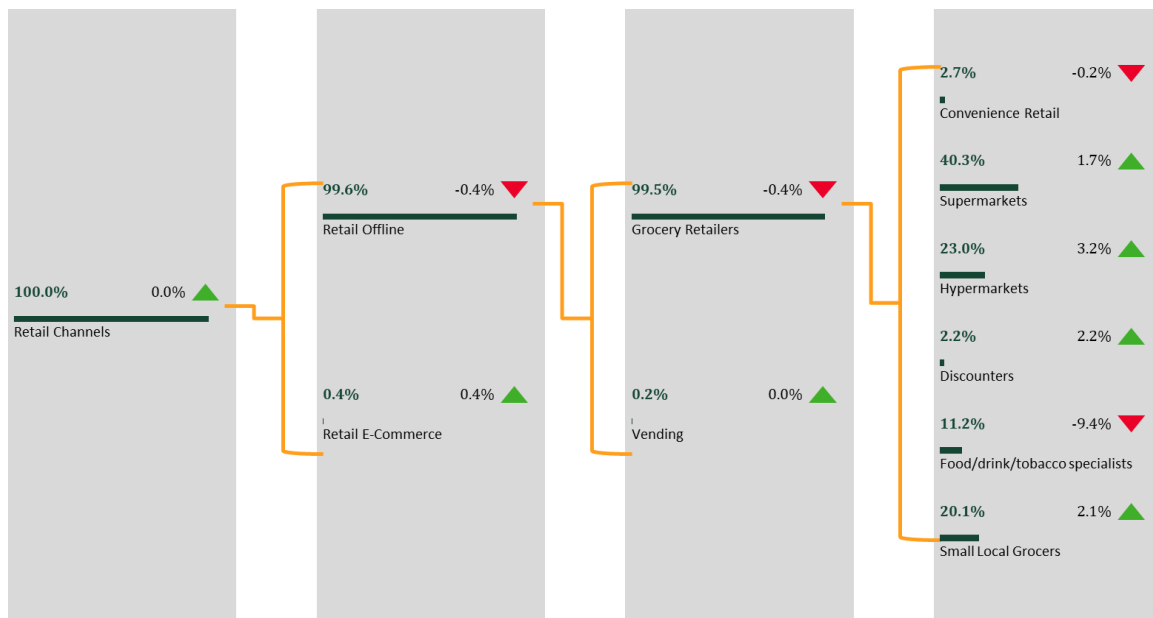 100.0% 0.0%
Retail Channels
99.6% -0.4%
Retail Offline
0.4% 0.4%
Retail E-Commerce
99.5% -0.4%
Grocery Retailers
0.2% 0.0%
Vending
2.7% -0.2%
Convenience Retail
40.3% 1.7%
Supermarkets
23.0% 3.2%
Hypermarkets
2.2% 2.2%
Discounters
11.2% -9.4%
Food/drink/tobacco specialists
20.1% 2.1%
Small Local Grocers